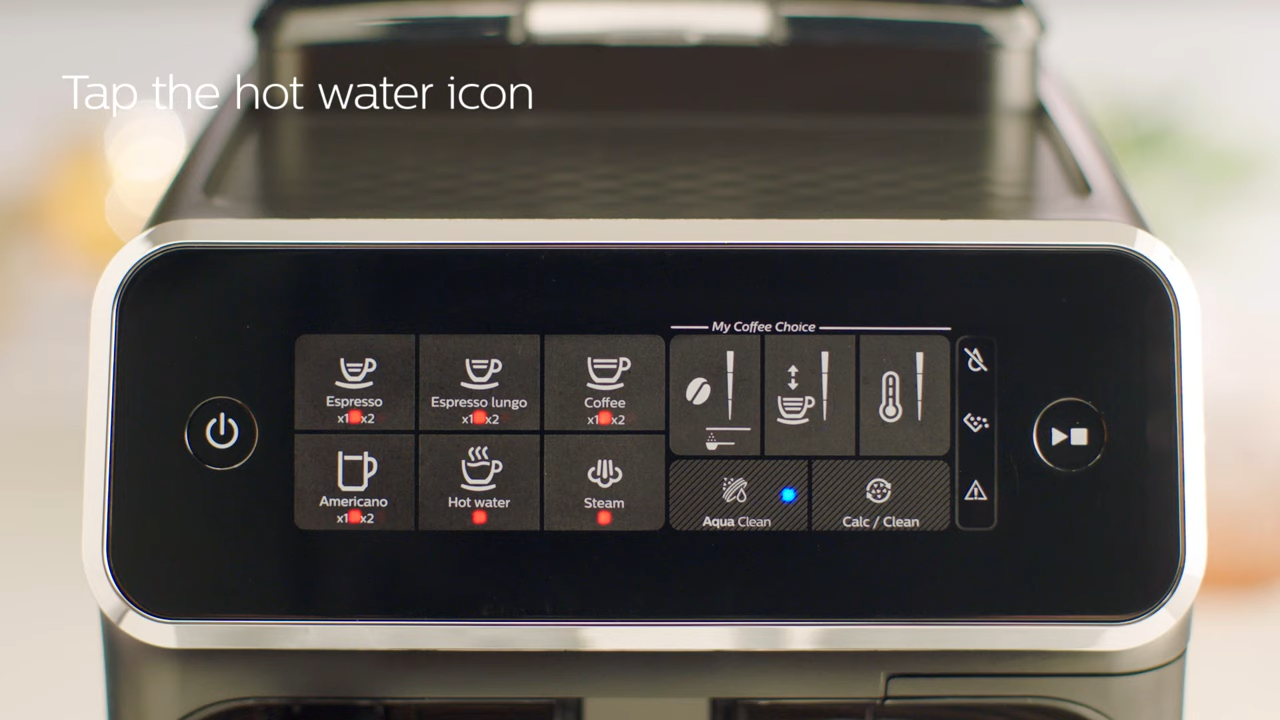 Tap the hot water icon
My Coffee Choice
Espresso
x1 x2
Espresso lungo
x1 x2
Coffee
x1 x2
Americano
x1 x2
Hot water
Steam
Aqua Clean
Calc / Clean